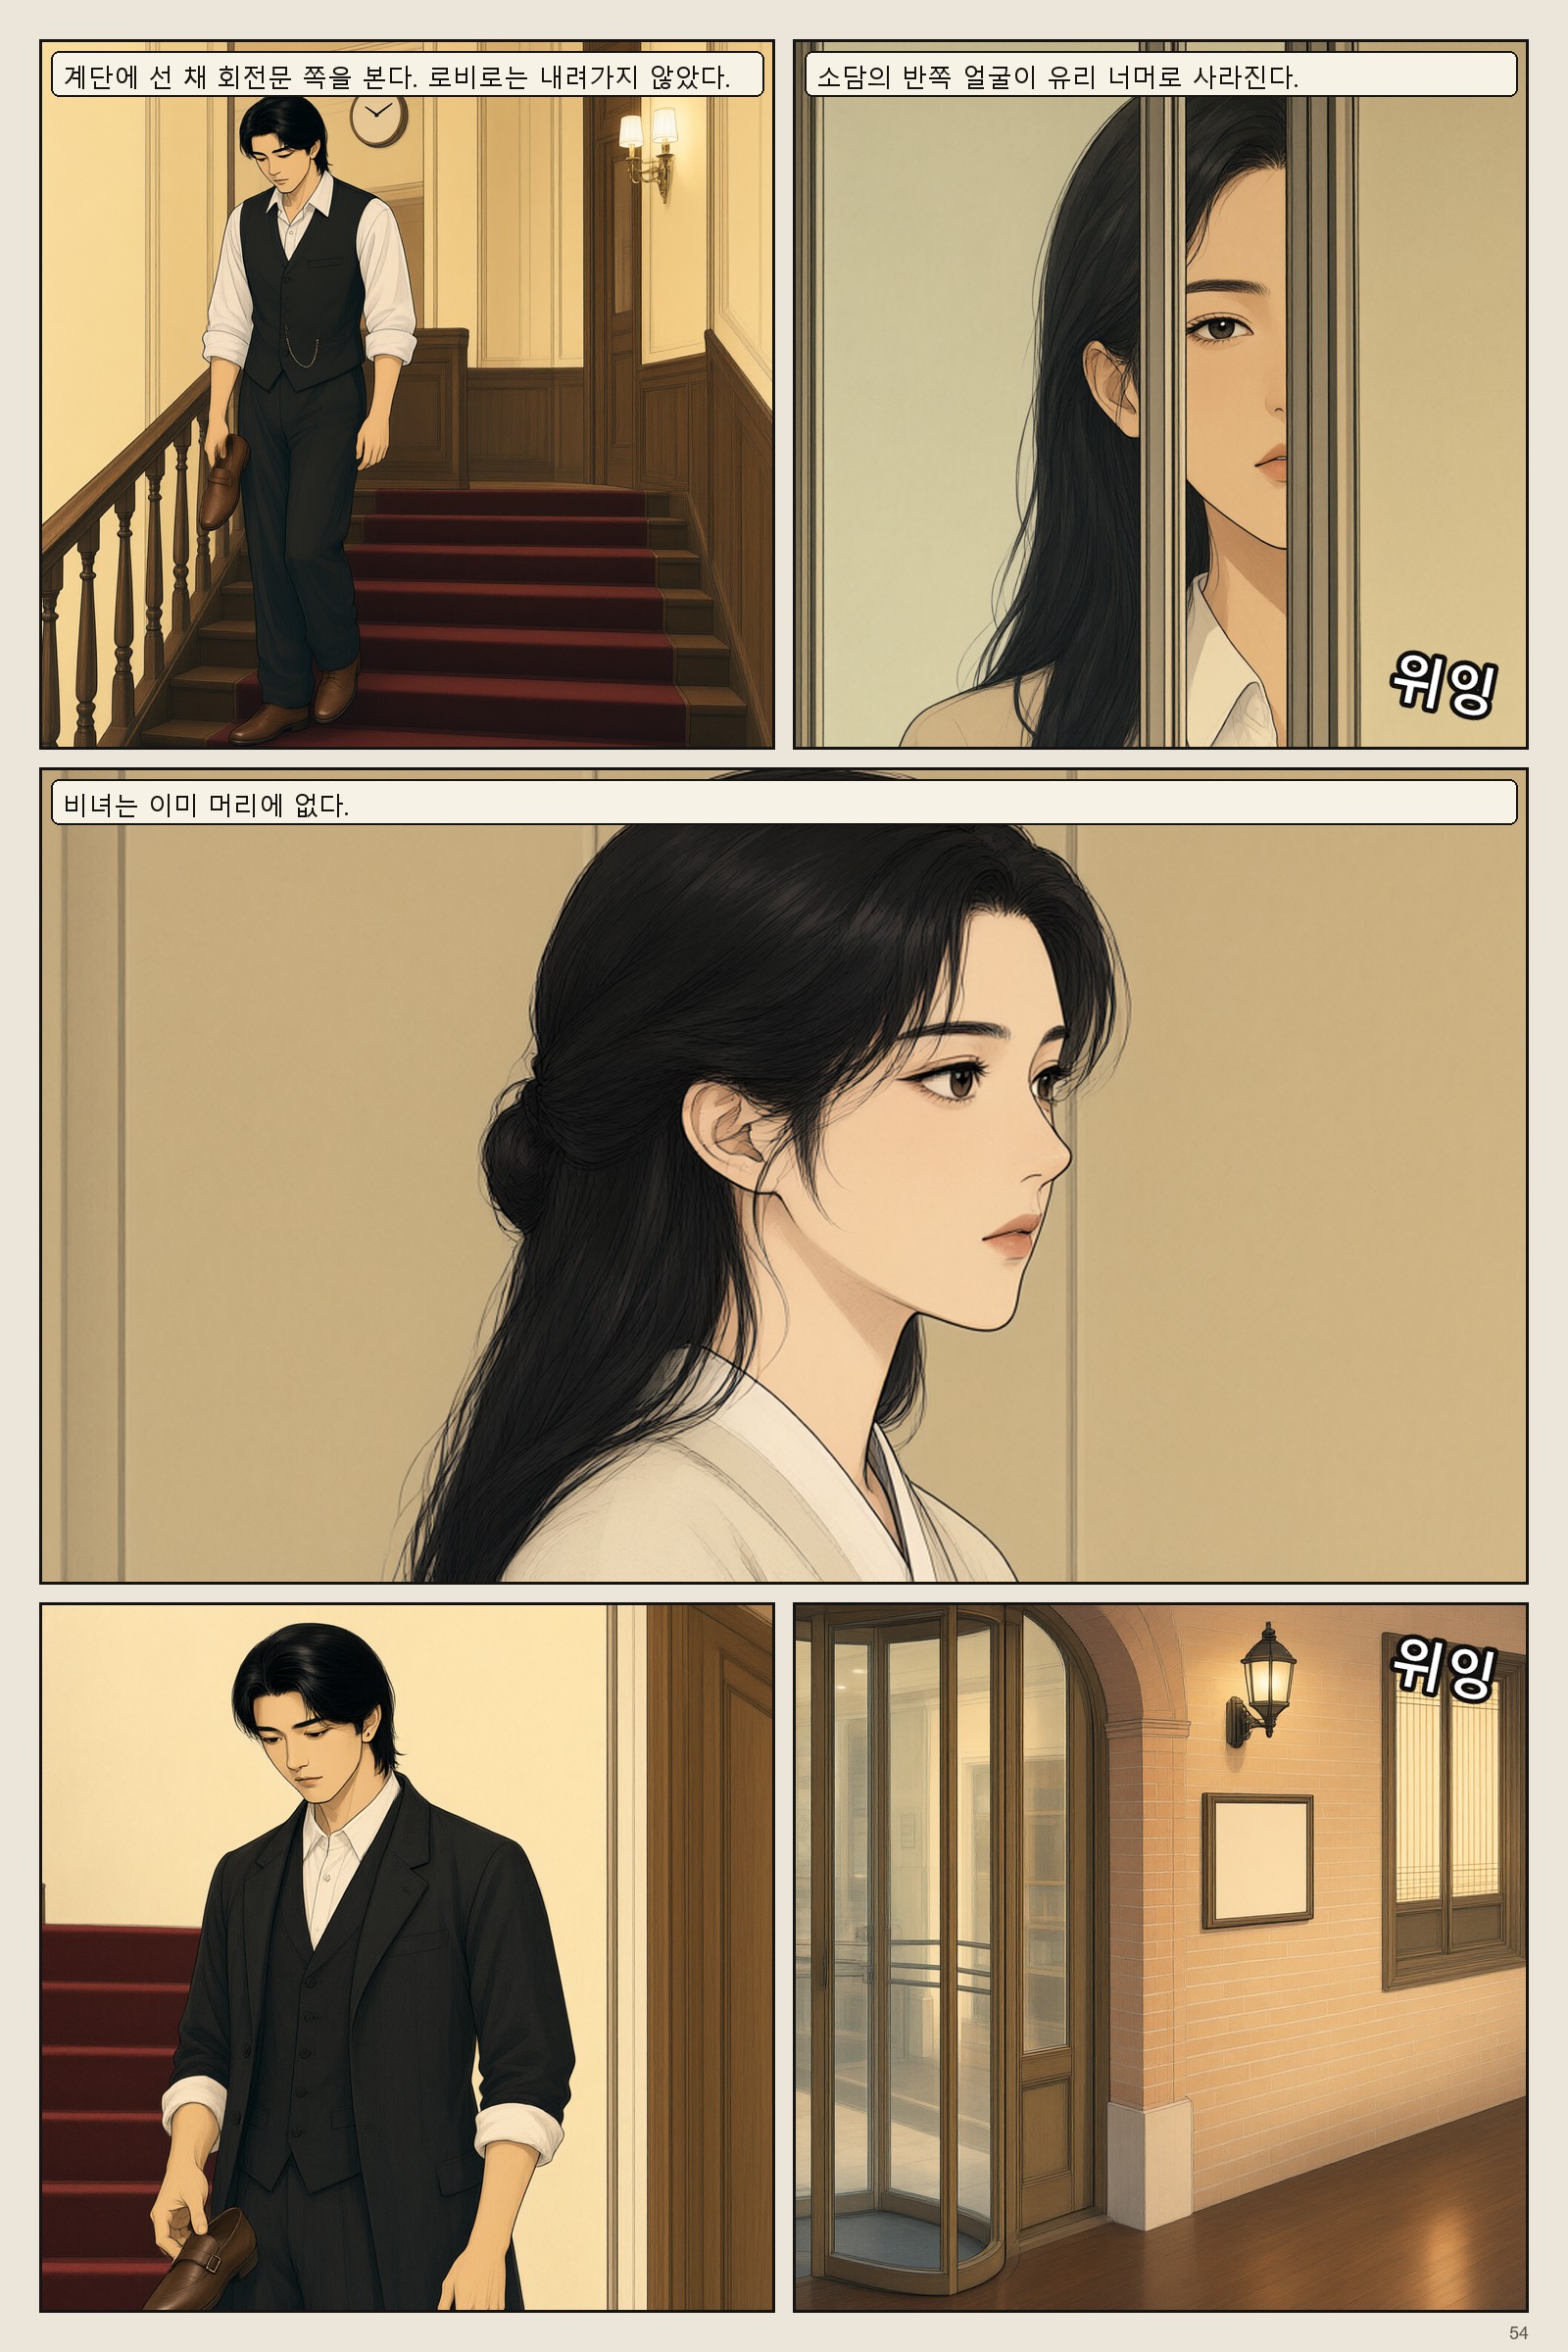 계단에 선 채 회전문 쪽을 본다. 로비로는 내려가지 않았다.
소담의 반쪽 얼굴이 유리 너머로 사라진다.
위잉
비녀는 이미 머리에 없다.
위잉
54